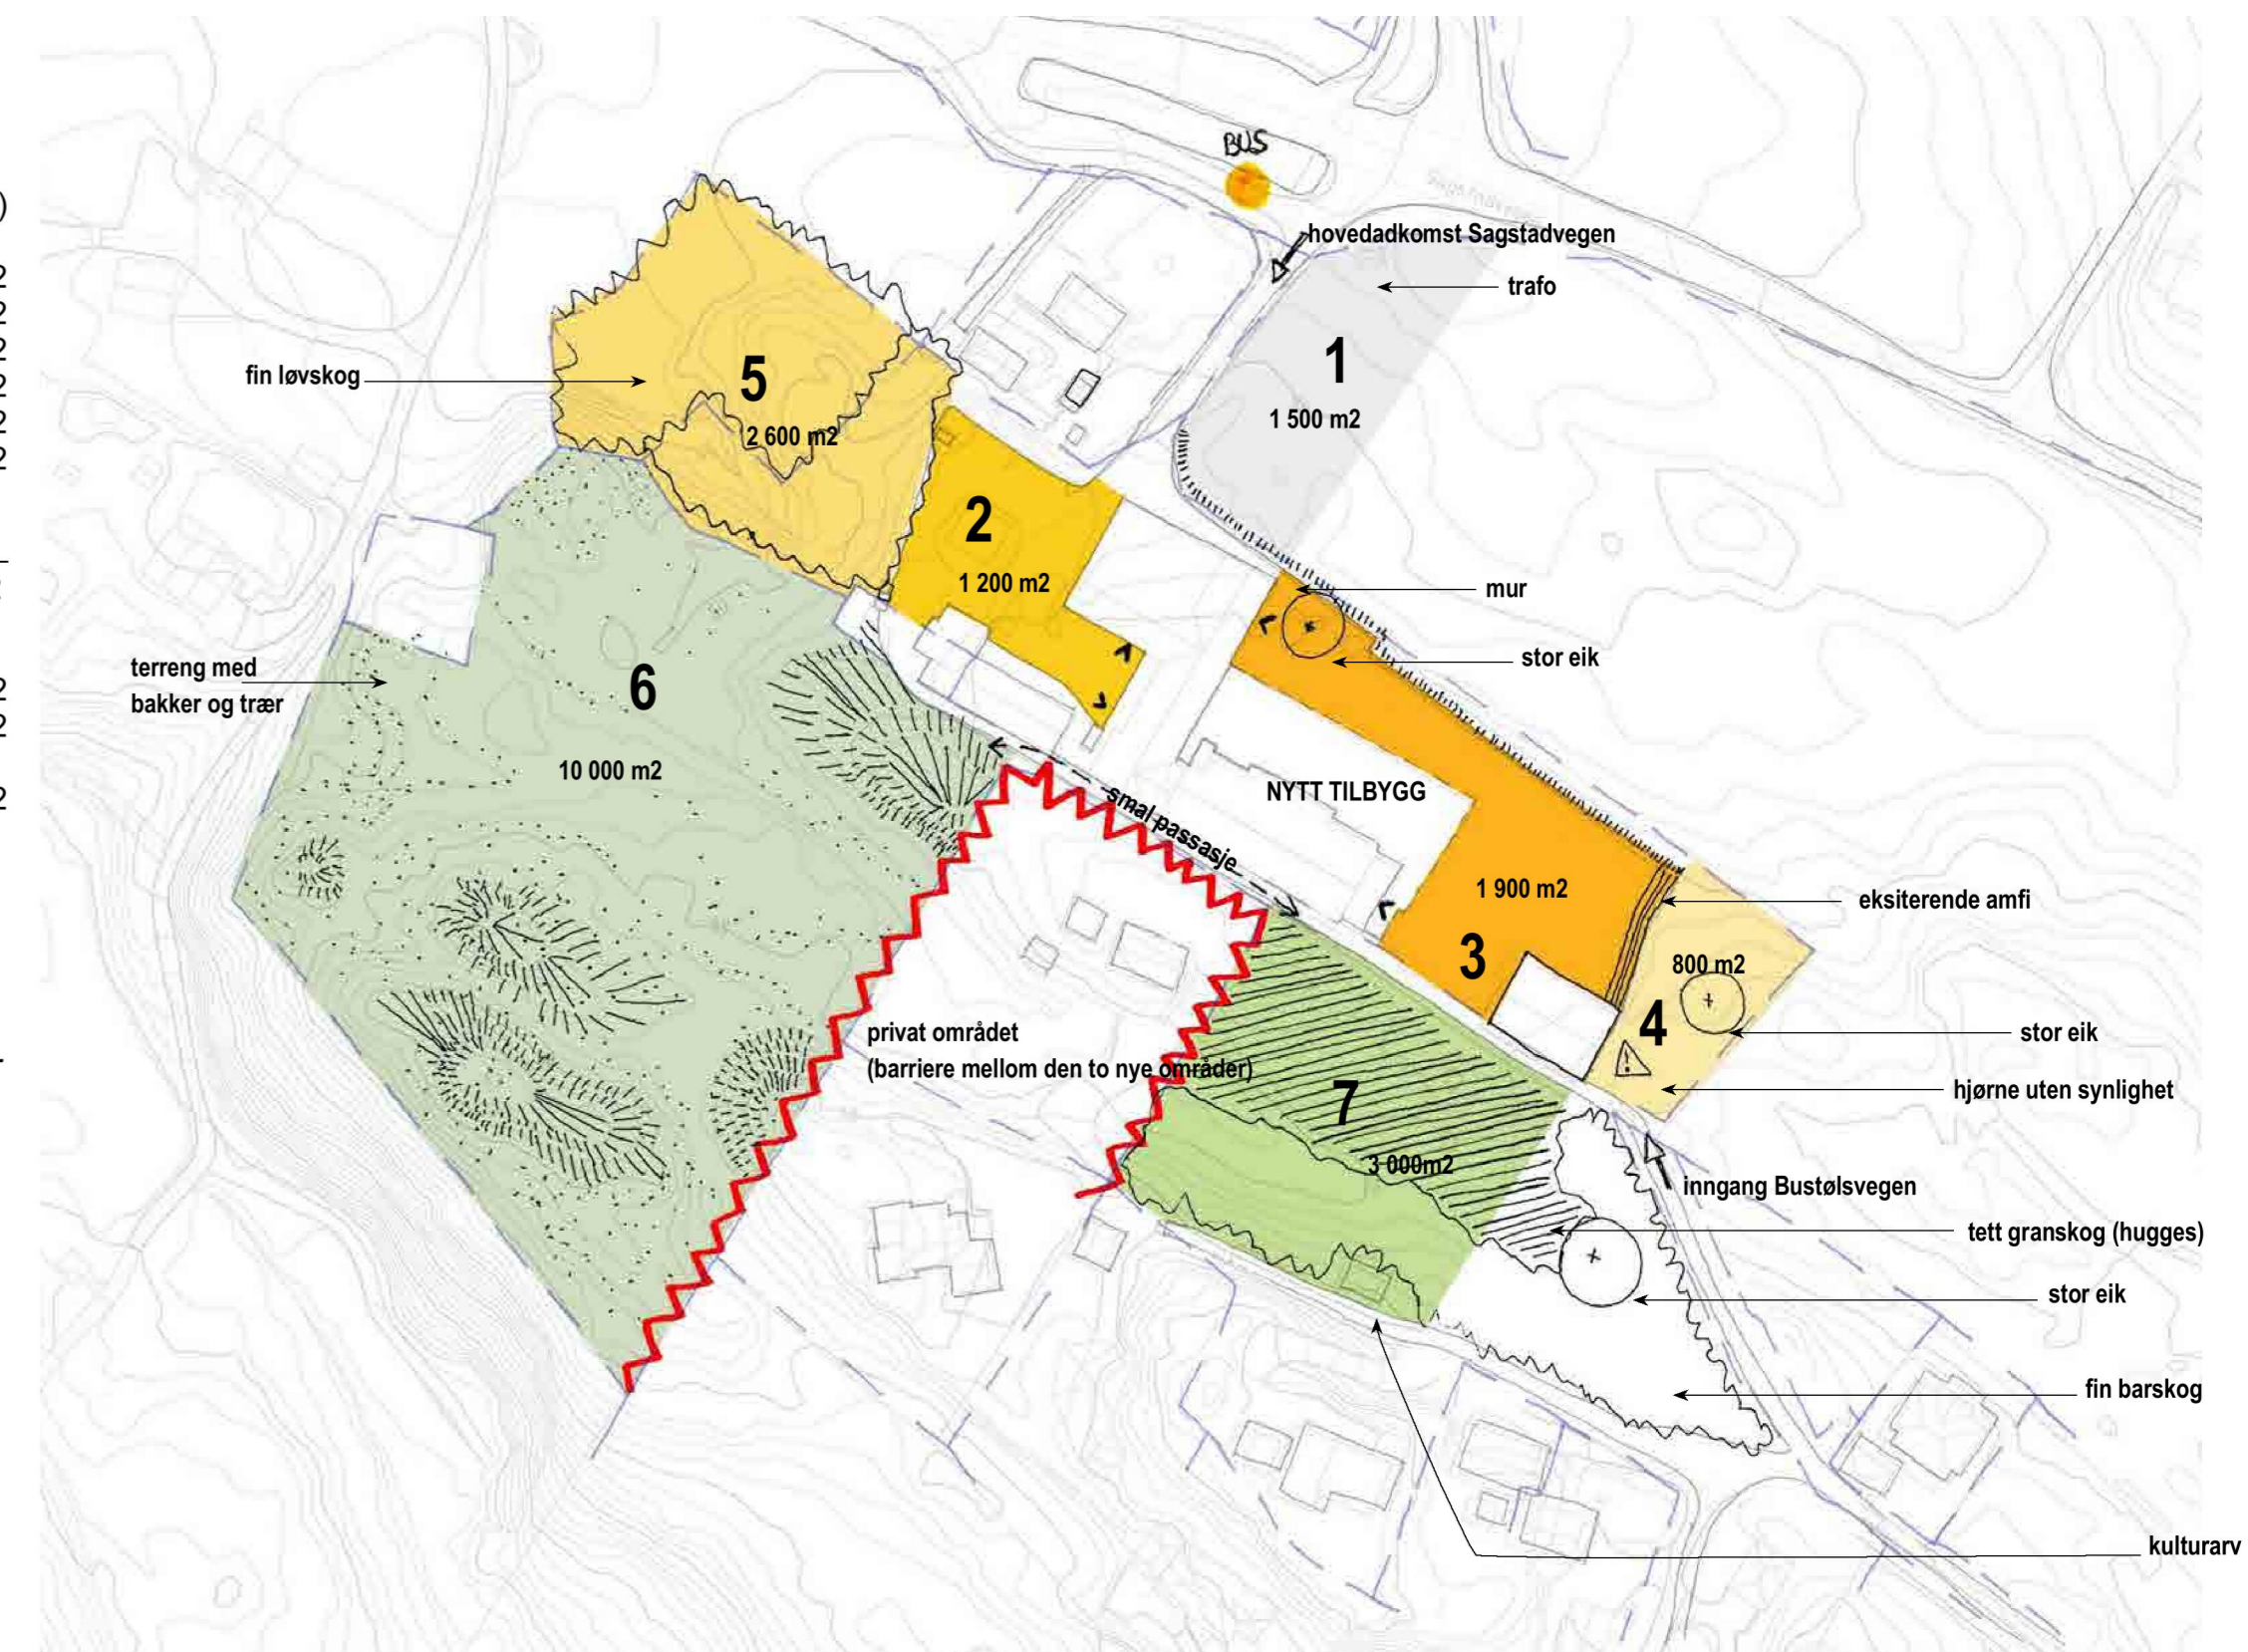 BUS
hovedadkomst Sagstadvegen
trafo
1
1 500 m2
fin løvskog
5
2 600 m2
2
1 200 m2
mur
stor eik
terreng med
bakker og trær
6
10 000 m2
smal passasje
NYTT TILBYGG
1 900 m2
3
eksiterende amfi
800 m2
4
stor eik
hjørne uten synlighet
privat området
(barriere mellom den to nye områder)
7
3 000m2
inngang Bustølsvegen
tett granskog (hugges)
stor eik
fin barskog
kulturarv